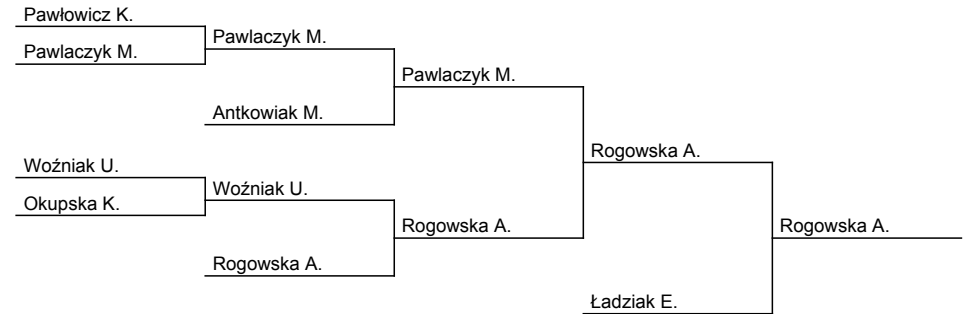 Pawłowicz K.
Pawlaczyk M.
Pawlaczyk M.
Pawlaczyk M.
Antkowiak M.
Rogowska A.
Woźniak U.
Woźniak U.
Okupska K.
Rogowska A.
Rogowska A.
Rogowska A.
Ładziak E.